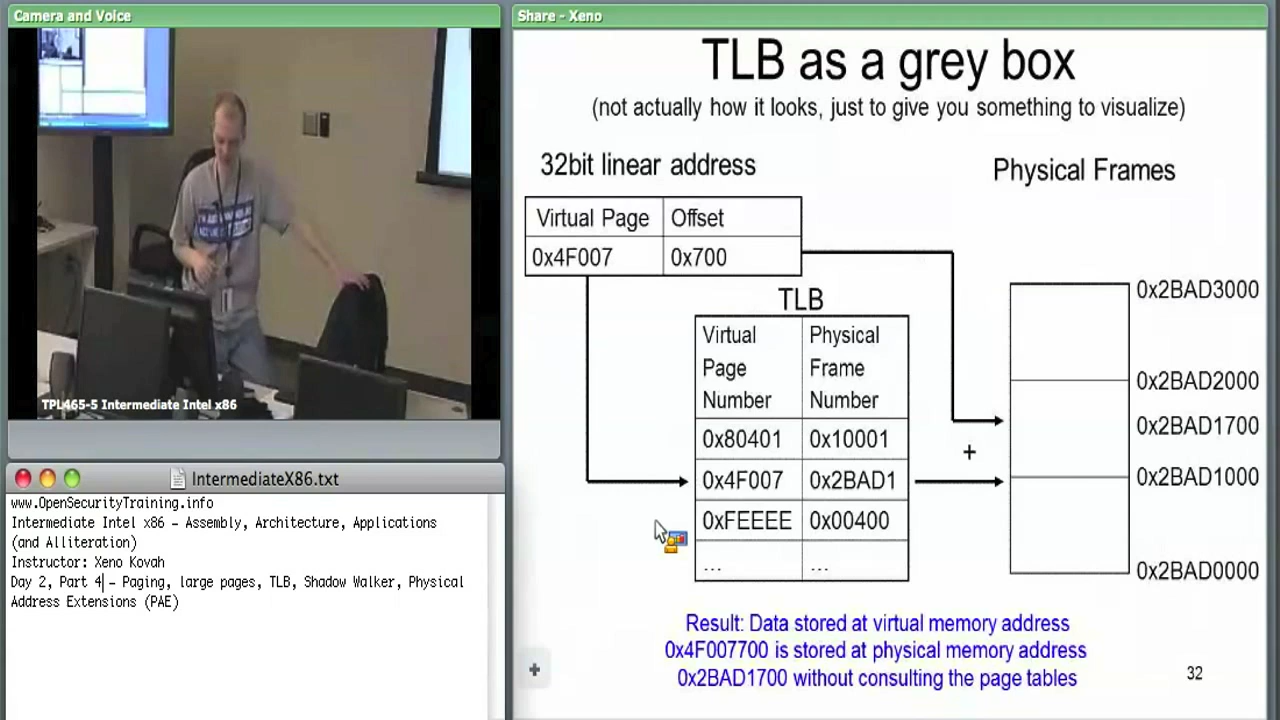 Camera and Voice
TPL465-5 Intermediate Intel x86
IntermediateX86.txt
www.OpenSecurityTraining.info
Intermediate Intel x86 – Assembly, Architecture, Applications
(and Alliteration)
Instructor: Xeno Kovah
Day 2, Part 4 – Paging, large pages, TLB, Shadow Walker, Physical
Address Extensions (PAE)
Share - Xeno
TLB as a grey box
(not actually how it looks, just to give you something to visualize)
32bit linear address
Physical Frames
Virtual Page Offset
0x4F007 0x700
TLB
Virtual Physical
Page Frame
Number Number
0x80401 0x10001
0x4F007 0x2BAD1
0xFEEEE 0x00400
... ...
+
0x2BAD3000
0x2BAD2000
0x2BAD1700
0x2BAD1000
0x2BAD0000
Result: Data stored at virtual memory address
0x4F007700 is stored at physical memory address
0x2BAD1700 without consulting the page tables
32